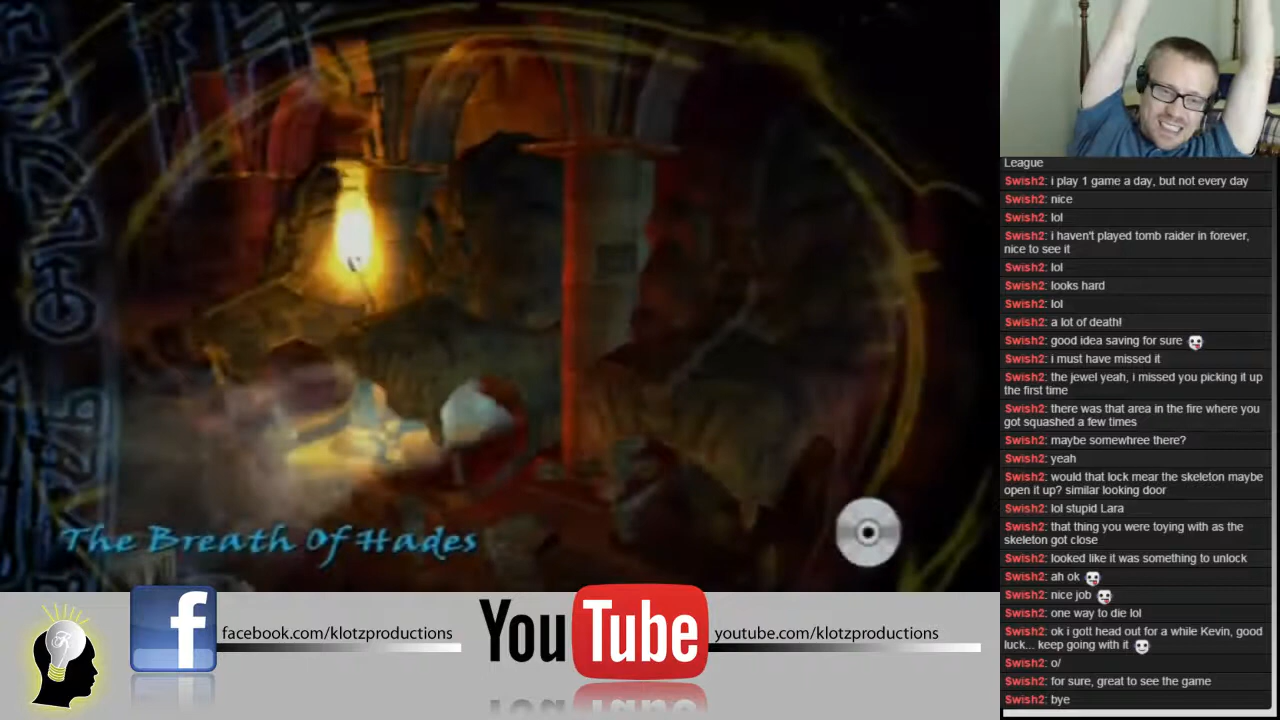 League
Swish2: i play 1 game a day, but not every day
Swish2: nice
Swish2: lol
Swish2: i haven't played tomb raider in forever,
nice to see it
Swish2: lol
Swish2: looks hard
Swish2: lol
Swish2: a lot of death!
Swish2: good idea saving for sure
Swish2: i must have missed it
Swish2: the jewel yeah, i missed you picking it up
the first time
Swish2: there was that area in the fire where you
got squashed a few times
Swish2: maybe somewhree there?
Swish2: yeah
Swish2: would that lock mear the skeleton maybe
open it up? similar looking door
Swish2: lol stupid Lara
Swish2: that thing you were toying with as the
skeleton got close
Swish2: looked like it was something to unlock
Swish2: ah ok
Swish2: nice job
Swish2: one way to die lol
Swish2: ok i gott head out for a while Kevin, good
luck... keep going with it
Swish2: o/
Swish2: for sure, great to see the game
Swish2: bye
The Breath Of Hades
f
facebook.com/klotzproductions
YouTube
youtube.com/klotzproductions